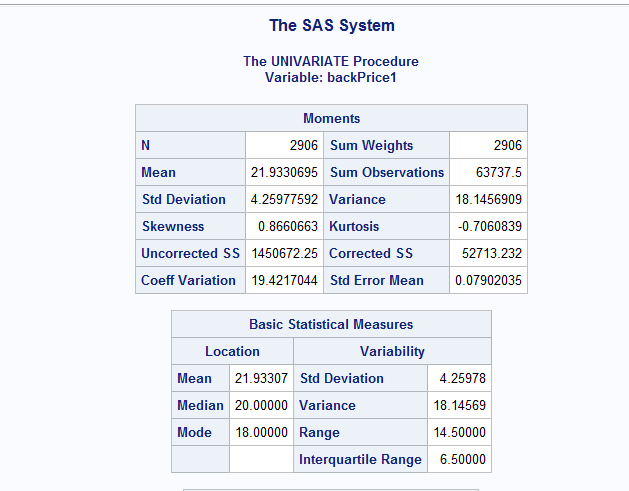 The SAS System
The UNIVARIATE Procedure
Variable: backPrice1
Moments
N 2906 Sum Weights 2906
Mean 21.9330695 Sum Observations 63737.5
Std Deviation 4.25977592 Variance 18.1456909
Skewness 0.8660663 Kurtosis -0.7060839
Uncorrected SS 1450672.25 Corrected SS 52713.232
Coeff Variation 19.4217044 Std Error Mean 0.07902035
Basic Statistical Measures
Location Variability
Mean 21.93307 Std Deviation 4.25978
Median 20.00000 Variance 18.14569
Mode 18.00000 Range 14.50000
Interquartile Range 6.50000